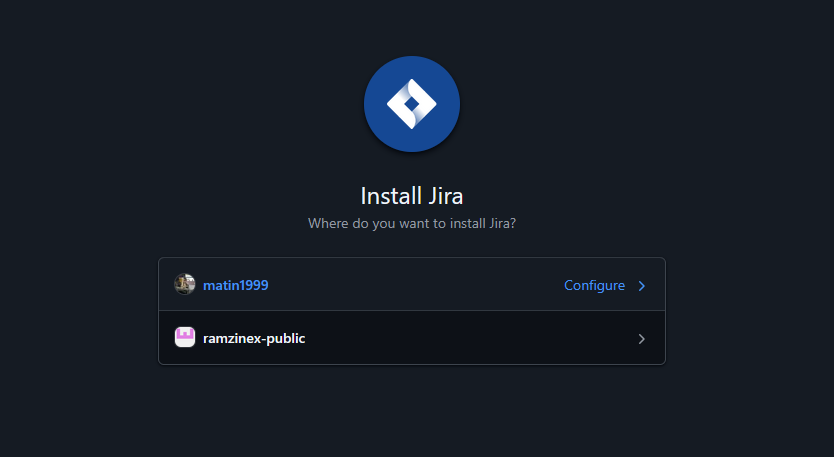 Install Jira
Where do you want to install Jira?
matin1999 Configure
ramzinex-public